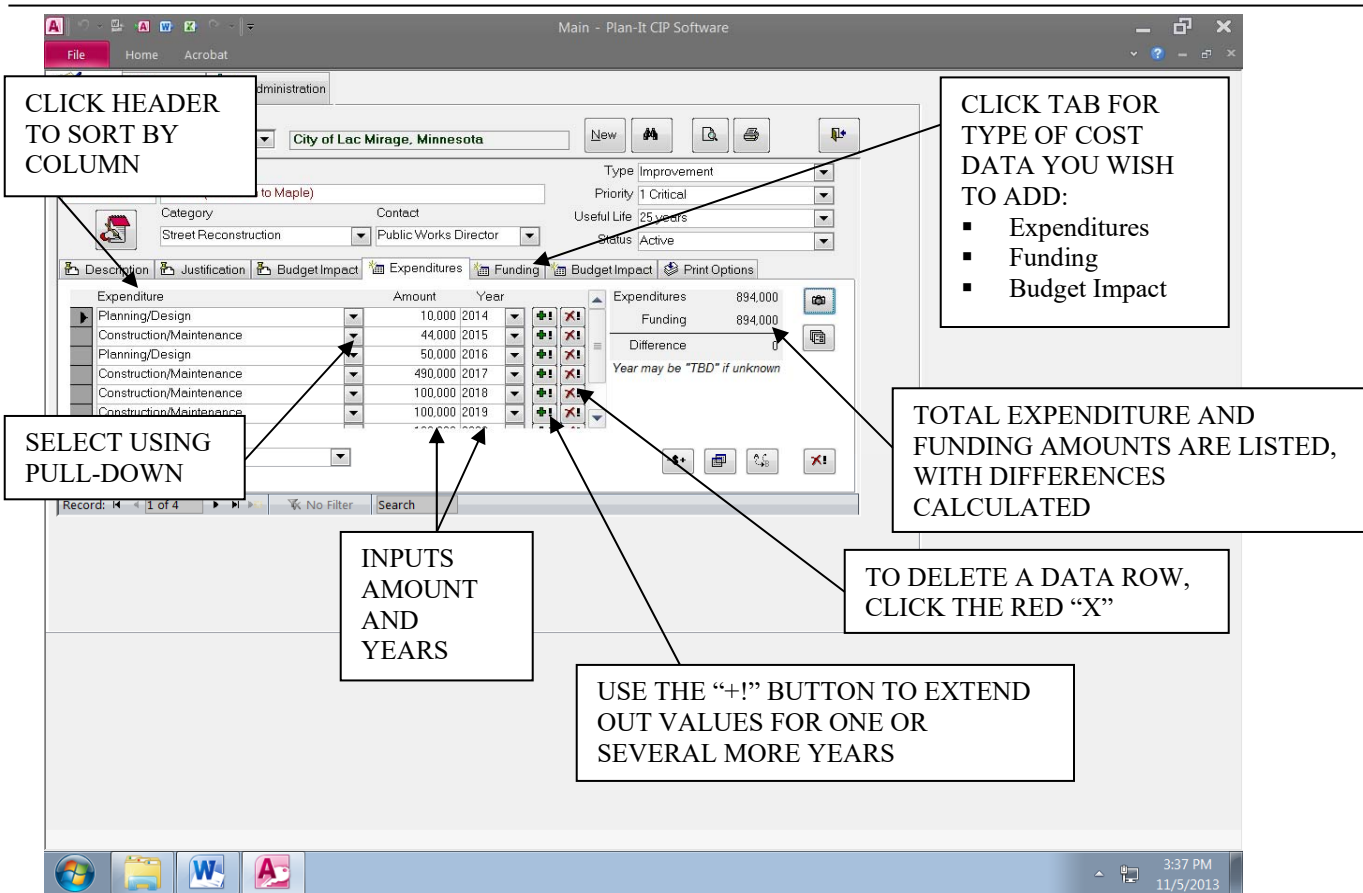 Main - Plan-It CIP Software
File Home Acrobat
dministration
CLICK HEADER
TO SORT BY
COLUMN
City of Lac Mirage, Minnesota
New
CLICK TAB FOR
TYPE OF COST
DATA YOU WISH
TO ADD:
▪ Expenditures
▪ Funding
▪ Budget Impact
Type Improvement
to Maple)
Priority 1 Critical
Category Contact
Useful Life 25 years
Street Reconstruction Public Works Director
Status Active
Description Justification Budget Impact Expenditures Funding Budget Impact Print Options
Expenditure Amount Year
Planning/Design 10,000 2014 +! X!
Construction/Maintenance 44,000 2015 +! X!
Planning/Design 50,000 2016 +! X!
Construction/Maintenance 490,000 2017 +! X!
Construction/Maintenance 100,000 2018 +! X!
Construction/Maintenance 100,000 2019 +! X!
Expenditures 894,000
Funding 894,000
Difference 0
Year may be "TBD" if unknown
SELECT USING
PULL-DOWN
TOTAL EXPENDITURE AND
FUNDING AMOUNTS ARE LISTED,
WITH DIFFERENCES
CALCULATED
X!
Record: 1 of 4 No Filter Search
INPUTS
AMOUNT
AND
YEARS
TO DELETE A DATA ROW,
CLICK THE RED “X”
USE THE “+!” BUTTON TO EXTEND
OUT VALUES FOR ONE OR
SEVERAL MORE YEARS
3:37 PM
11/5/2013